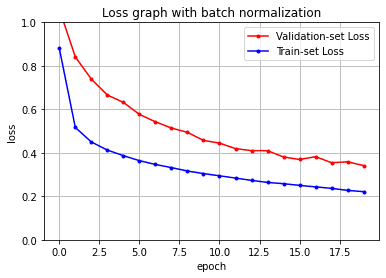 Loss graph with batch normalization
Validation-set Loss
Train-set Loss
loss
1.0
0.8
0.6
0.4
0.2
0.0
0.0 2.5 5.0 7.5 10.0 12.5 15.0 17.5
epoch